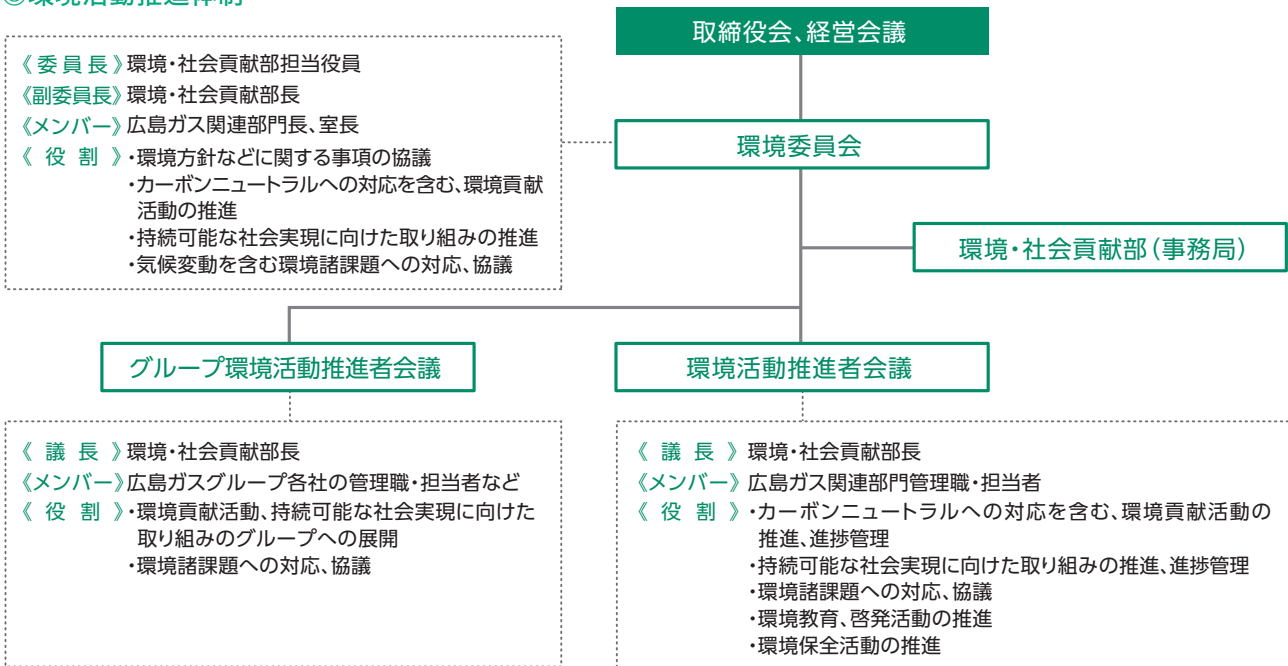 環境活動推進体制
取締役会、経営会議
《委員長》環境・社会貢献部担当役員
《副委員長》環境・社会貢献部長
《メンバー》広島ガス関連部門長、室長
《役割》・環境方針などに関する事項の協議
・カーボンニュートラルへの対応を含む、環境貢献
活動の推進
・持続可能な社会実現に向けた取り組みの推進
・気候変動を含む環境諸課題への対応、協議
環境委員会
環境・社会貢献部（事務局）
グループ環境活動推進者会議
《議長》環境・社会貢献部長
《メンバー》広島ガスグループ各社の管理職・担当者など
《役割》・環境貢献活動、持続可能な社会実現に向けた
取り組みのグループへの展開
・環境諸課題への対応、協議
環境活動推進者会議
《議長》環境・社会貢献部長
《メンバー》広島ガス関連部門管理職・担当者
《役割》・カーボンニュートラルへの対応を含む、環境貢献活動の
推進、進捗管理
・持続可能な社会実現に向けた取り組みの推進、進捗管理
・環境諸課題への対応、協議
・環境教育、啓発活動の推進
・環境保全活動の推進